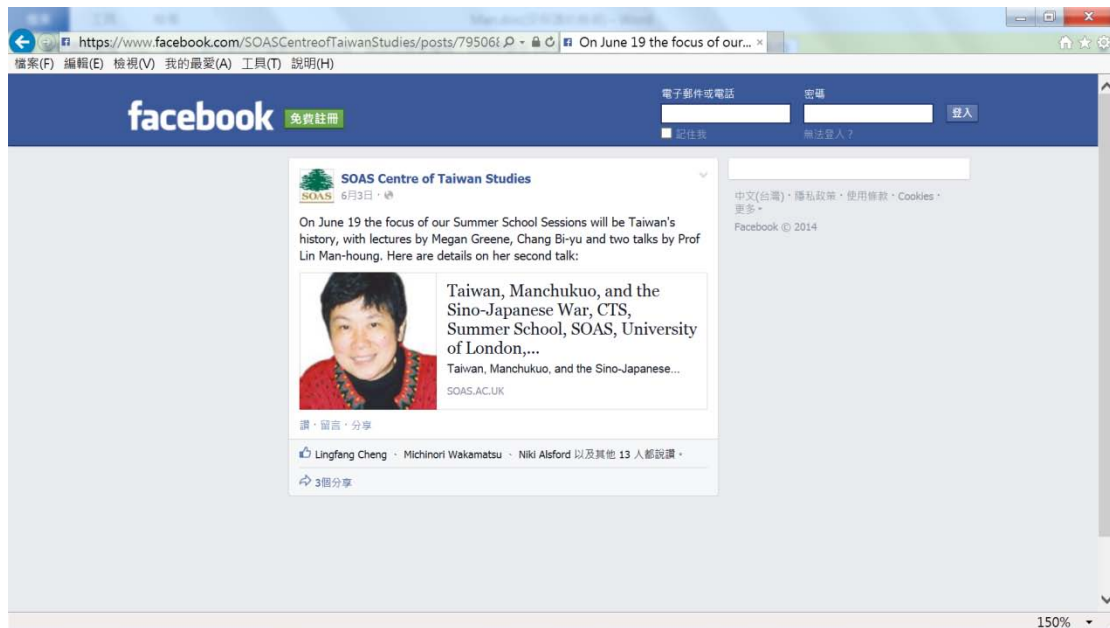 https://www.facebook.com/SOASCentreofTaiwanStudies/posts/79506
On June 19 the focus of our...
檔案(F) 編輯(E) 檢視(V) 我的最愛(A) 工具(T) 說明(H)
facebook 免費註冊
電子郵件或電話 密碼
登入
記住我 無法登入？
SOAS Centre of Taiwan Studies
SOAS 6月3日
On June 19 the focus of our Summer School Sessions will be Taiwan's
history, with lectures by Megan Greene, Chang Bi-yu and two talks by Prof
Lin Man-houng. Here are details on her second talk:
Taiwan, Manchukuo, and the
Sino-Japanese War, CTS,
Summer School, SOAS, University
of London,...
Taiwan, Manchukuo, and the Sino-Japanese...
SOAS.AC.UK
讚 · 留言 · 分享
Lingfang Cheng · Michinori Wakamatsu · Niki Alsford 以及其他 13 人都說讚。
3個分享
中文(台灣) · 隱私政策 · 使用條款 · Cookies ·
更多
Facebook © 2014
150%